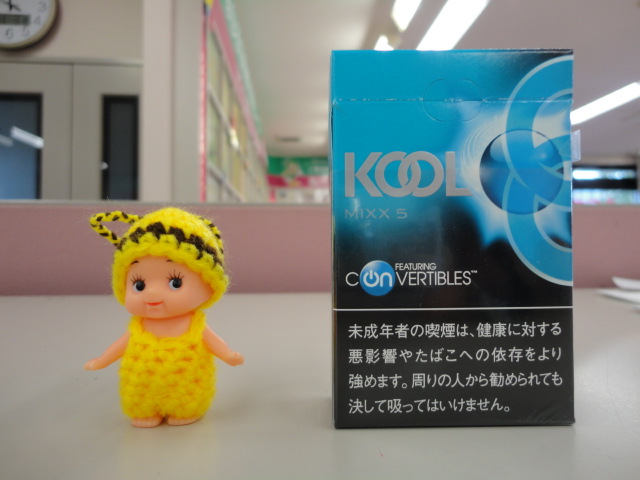 KOOL
MIXX 5
FEATURING
CONVERTIBLES™
未成年者の喫煙は、健康に対する
悪影響やたばこへの依存をより
強めます。周りの人から勧められても
決して吸ってはいけません。